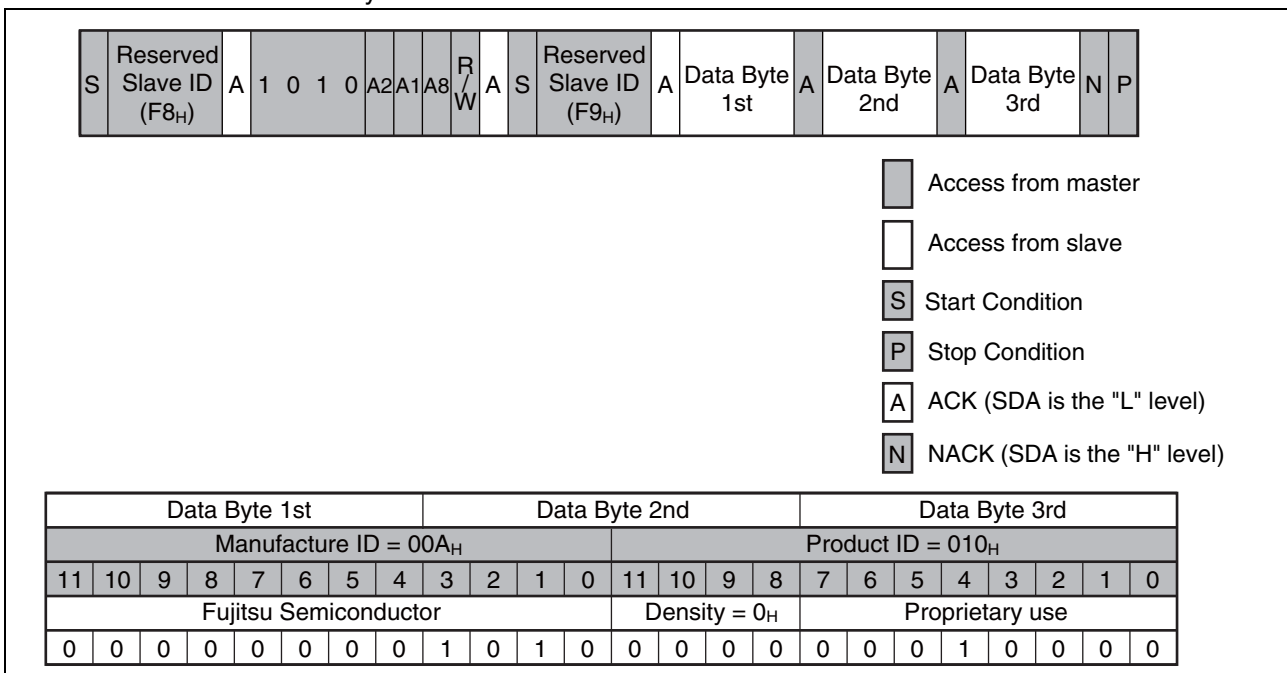 S Reserved Slave ID (F8H) A 1 0 1 0 A2 A1 A8 R/W A S Reserved Slave ID (F9H) A Data Byte 1st A Data Byte 2nd A Data Byte 3rd N P
Access from master
Access from slave
S Start Condition
P Stop Condition
A ACK (SDA is the "L" level)
N NACK (SDA is the "H" level)
Data Byte 1st Data Byte 2nd Data Byte 3rd
Manufacture ID = 00AH Product ID = 010H
11 10 9 8 7 6 5 4 3 2 1 0 11 10 9 8 7 6 5 4 3 2 1 0
Fujitsu Semiconductor Density = 0H Proprietary use
0 0 0 0 0 0 0 0 1 0 1 0 0 0 0 0 0 0 0 1 0 0 0 0